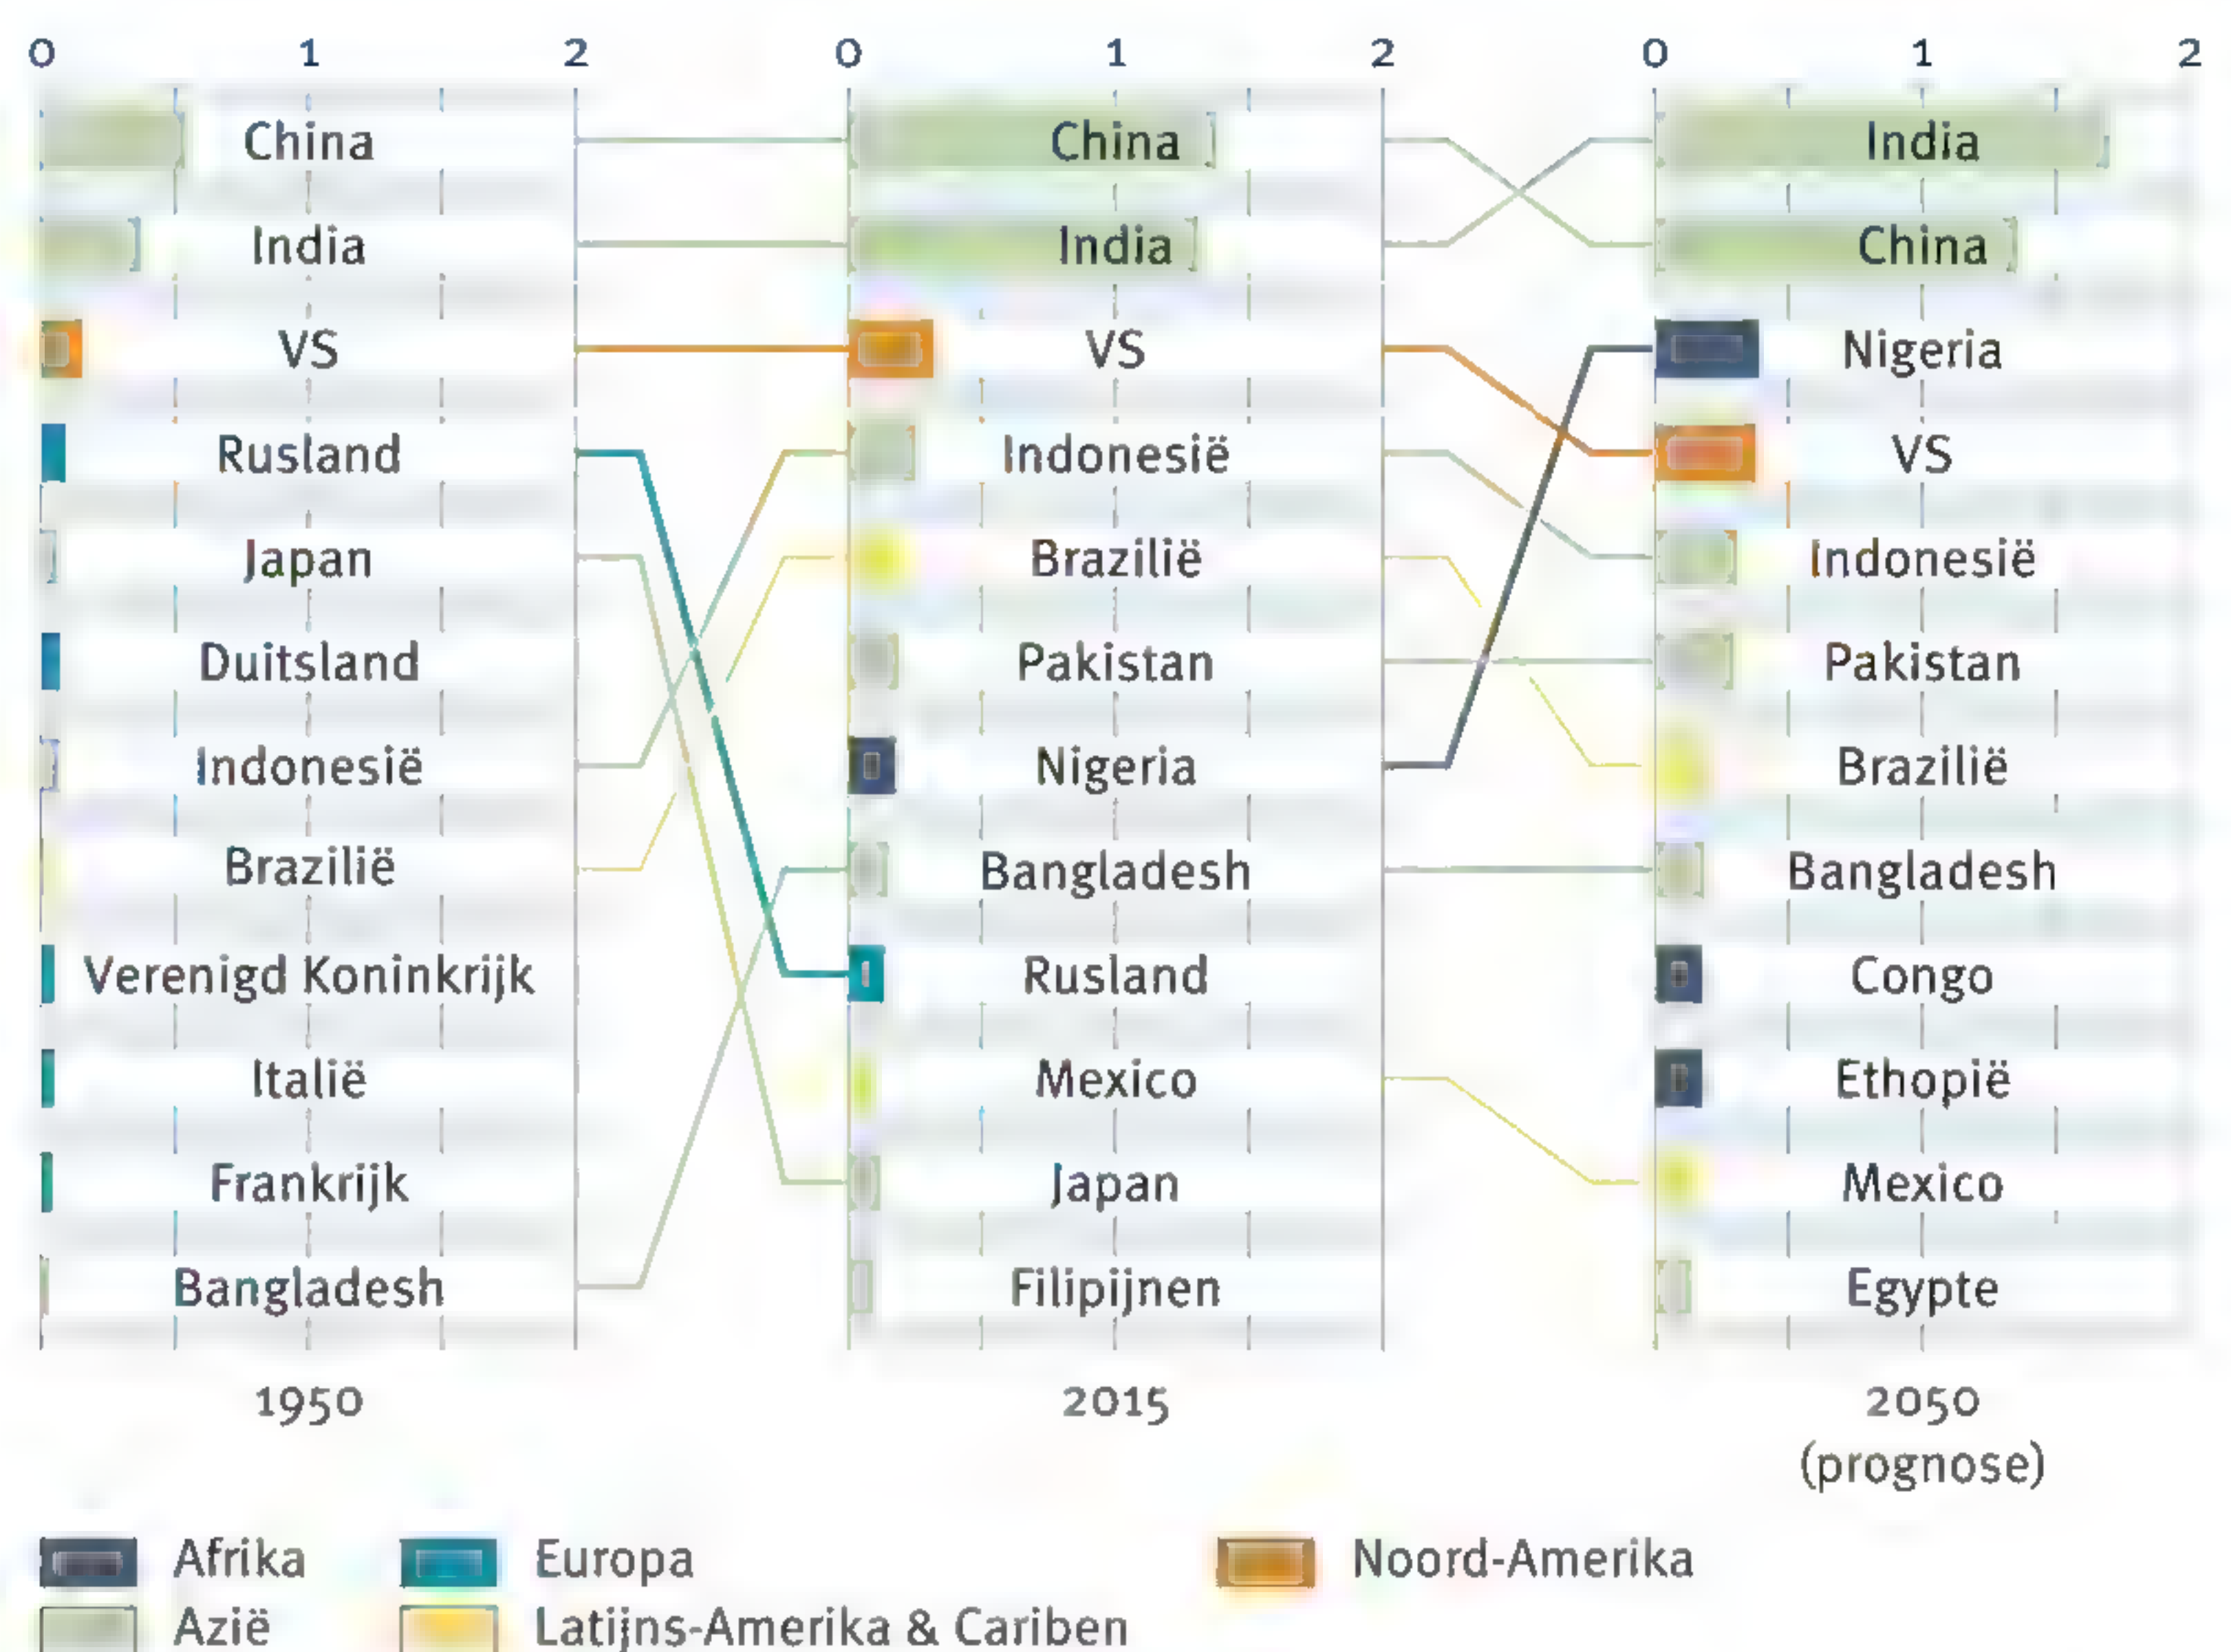 0 1 2 0 1 2 0 1 2
China China India
India India China
VS VS Nigeria
Rusland Indonesië VS
Japan Brazilië Indonesië
Duitsland Pakistan Pakistan
Indonesië Nigeria Brazilië
Brazilië Bangladesh Bangladesh
Verenigd Koninkrijk Rusland Congo
Italië Mexico Ethopië
Frankrijk Japan Mexico
Bangladesh Filipijnen Egypte
1950 2015 2050
(prognose)
Afrika Europa Noord-Amerika
Azië Latijns-Amerika & Cariben